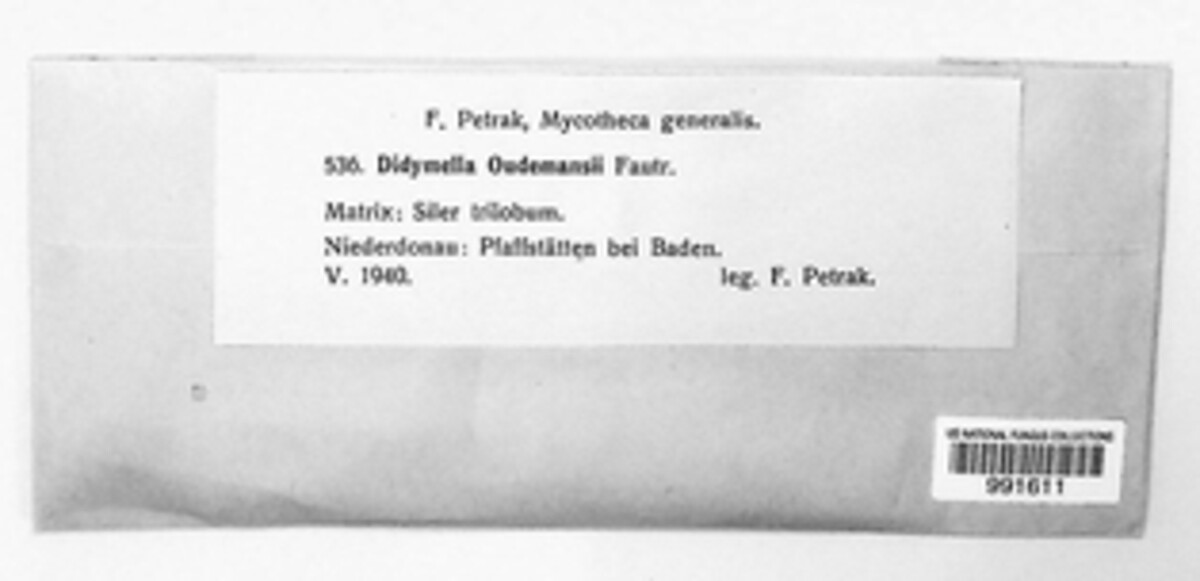 F. Petrak, Mycotheca generalis.
536. Didymella Oudemansii Fautr.
Matrix: Siler trilobum.
Niederdonau: Pfaffstätten bei Baden.
V. 1940. leg. F. Petrak.
US NATIONAL FUNGUS COLLECTIONS
991611